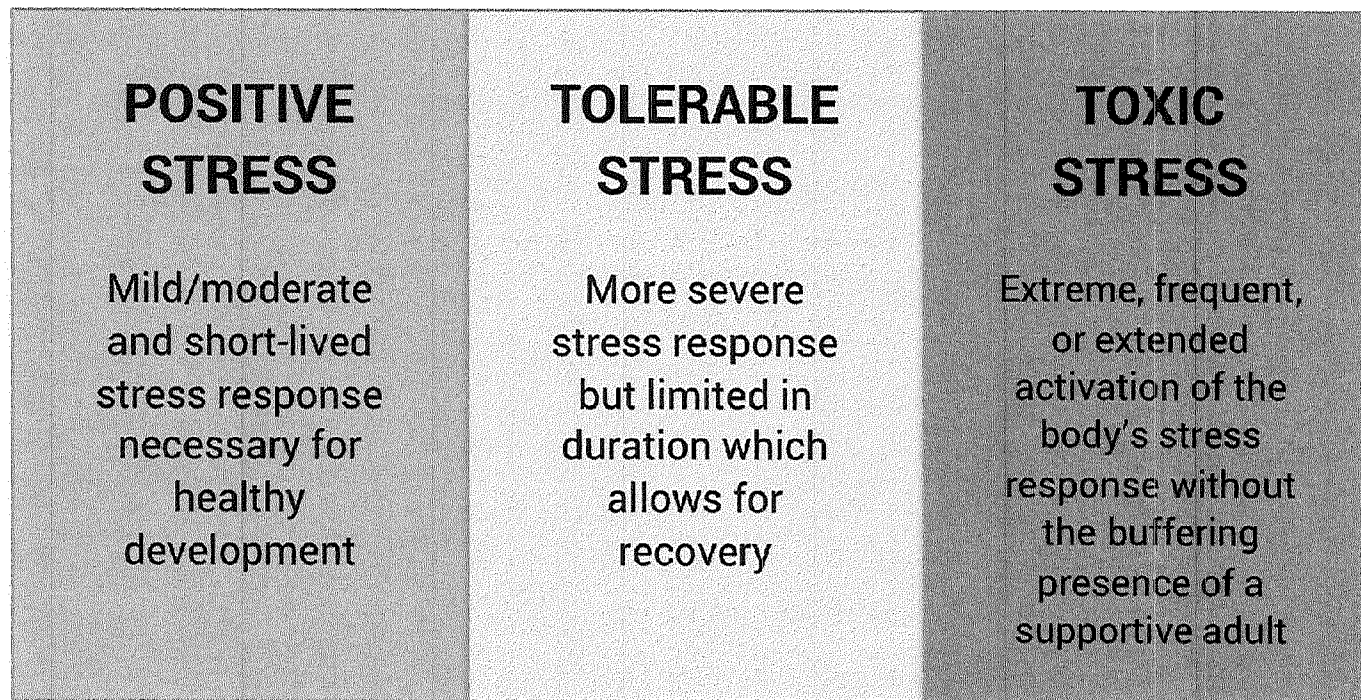 POSITIVE
STRESS
Mild/moderate
and short-lived
stress response
necessary for
healthy
development
TOLERABLE
STRESS
More severe
stress response
but limited in
duration which
allows for
recovery
TOXIC
STRESS
Extreme, frequent,
or extended
activation of the
body's stress
response without
the buffering
presence of a
supportive adult